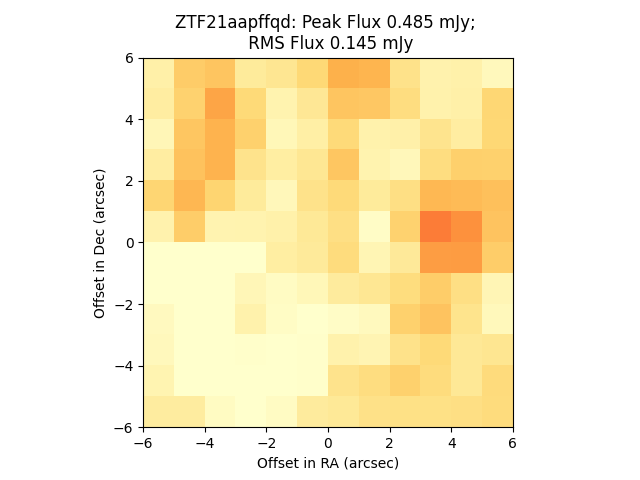 ZTF21aapffqd: Peak Flux 0.485 mJy;
RMS Flux 0.145 mJy
6
4
2
0
−2
−4
−6
Offset in Dec (arcsec)
−6 −4 −2 0 2 4 6
Offset in RA (arcsec)